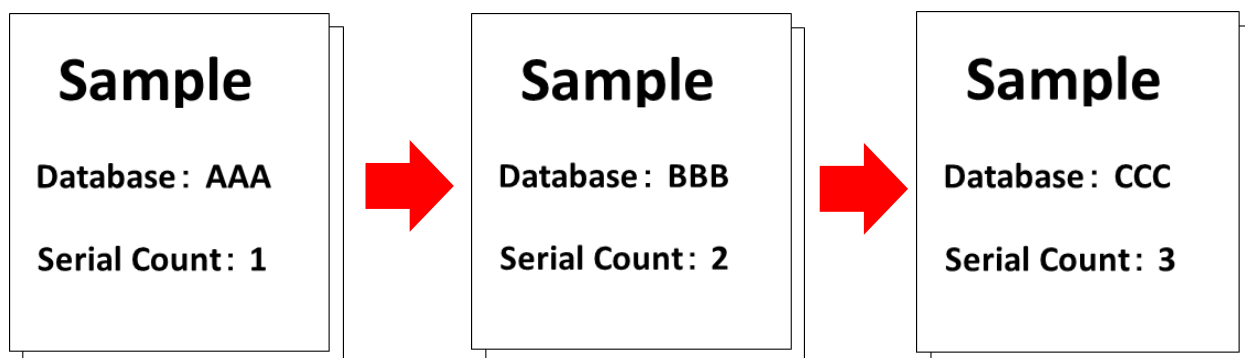 Sample
Database: AAA
Serial Count: 1
Sample
Database: BBB
Serial Count: 2
Sample
Database: CCC
Serial Count: 3